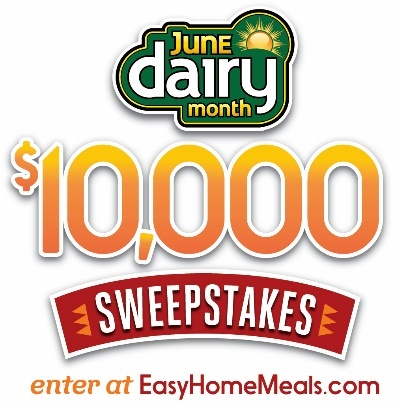 JUNE
dairy
month
$10,000
SWEEPSTAKES
enter at EasyHomeMeals.com